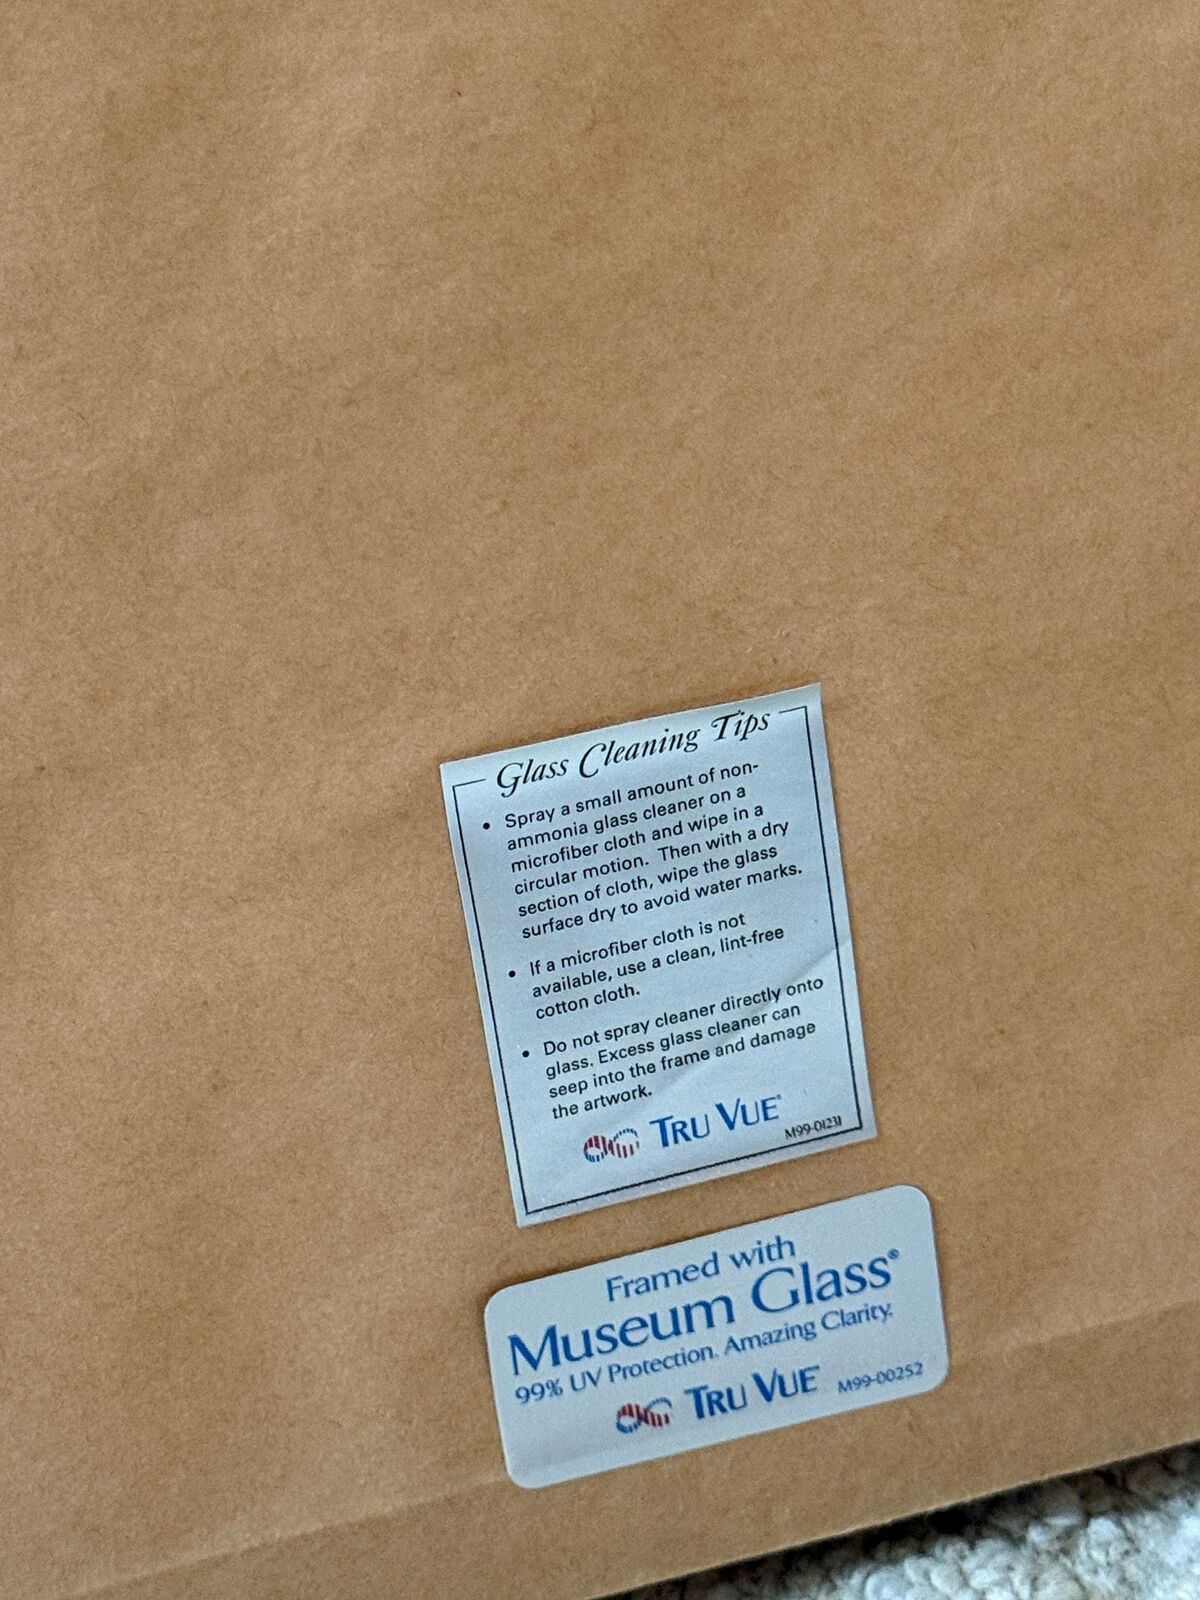 Glass Cleaning Tips
• Spray a small amount of non-
ammonia glass cleaner on a
microfiber cloth and wipe in a
circular motion. Then with a dry
section of cloth, wipe the glass
surface dry to avoid water marks.
• If a microfiber cloth is not
available, use a clean, lint-free
cotton cloth.
• Do not spray cleaner directly onto
glass. Excess glass cleaner can
seep into the frame and damage
the artwork.
TRU VUE®
M99-01231
Framed with
Museum Glass®
99% UV Protection. Amazing Clarity.
TRU VUE M99-00252